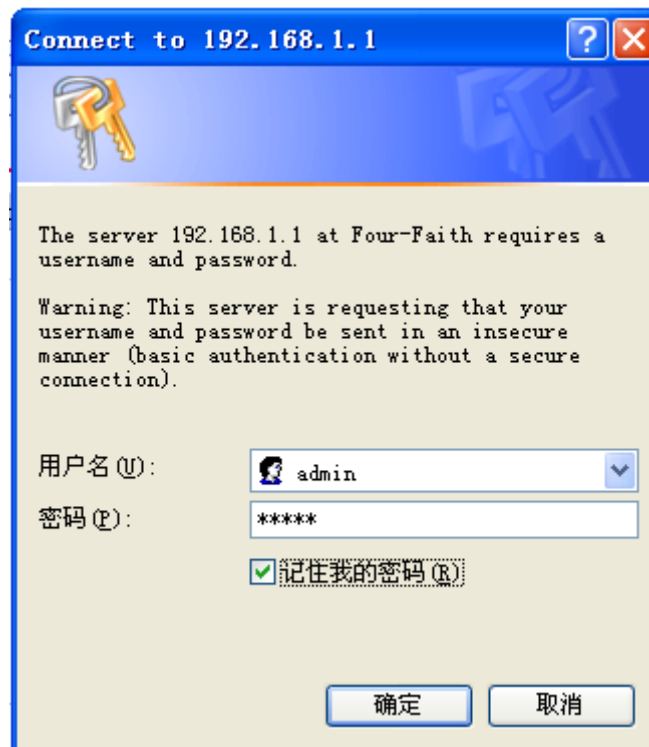 Connect to 192.168.1.1
The server 192.168.1.1 at Four-Faith requires a
username and password.
Warning: This server is requesting that your
username and password be sent in an insecure
manner (basic authentication without a secure
connection).
用户名(U):
admin
密码(P):
*****
记住我的密码(R)
确定
取消